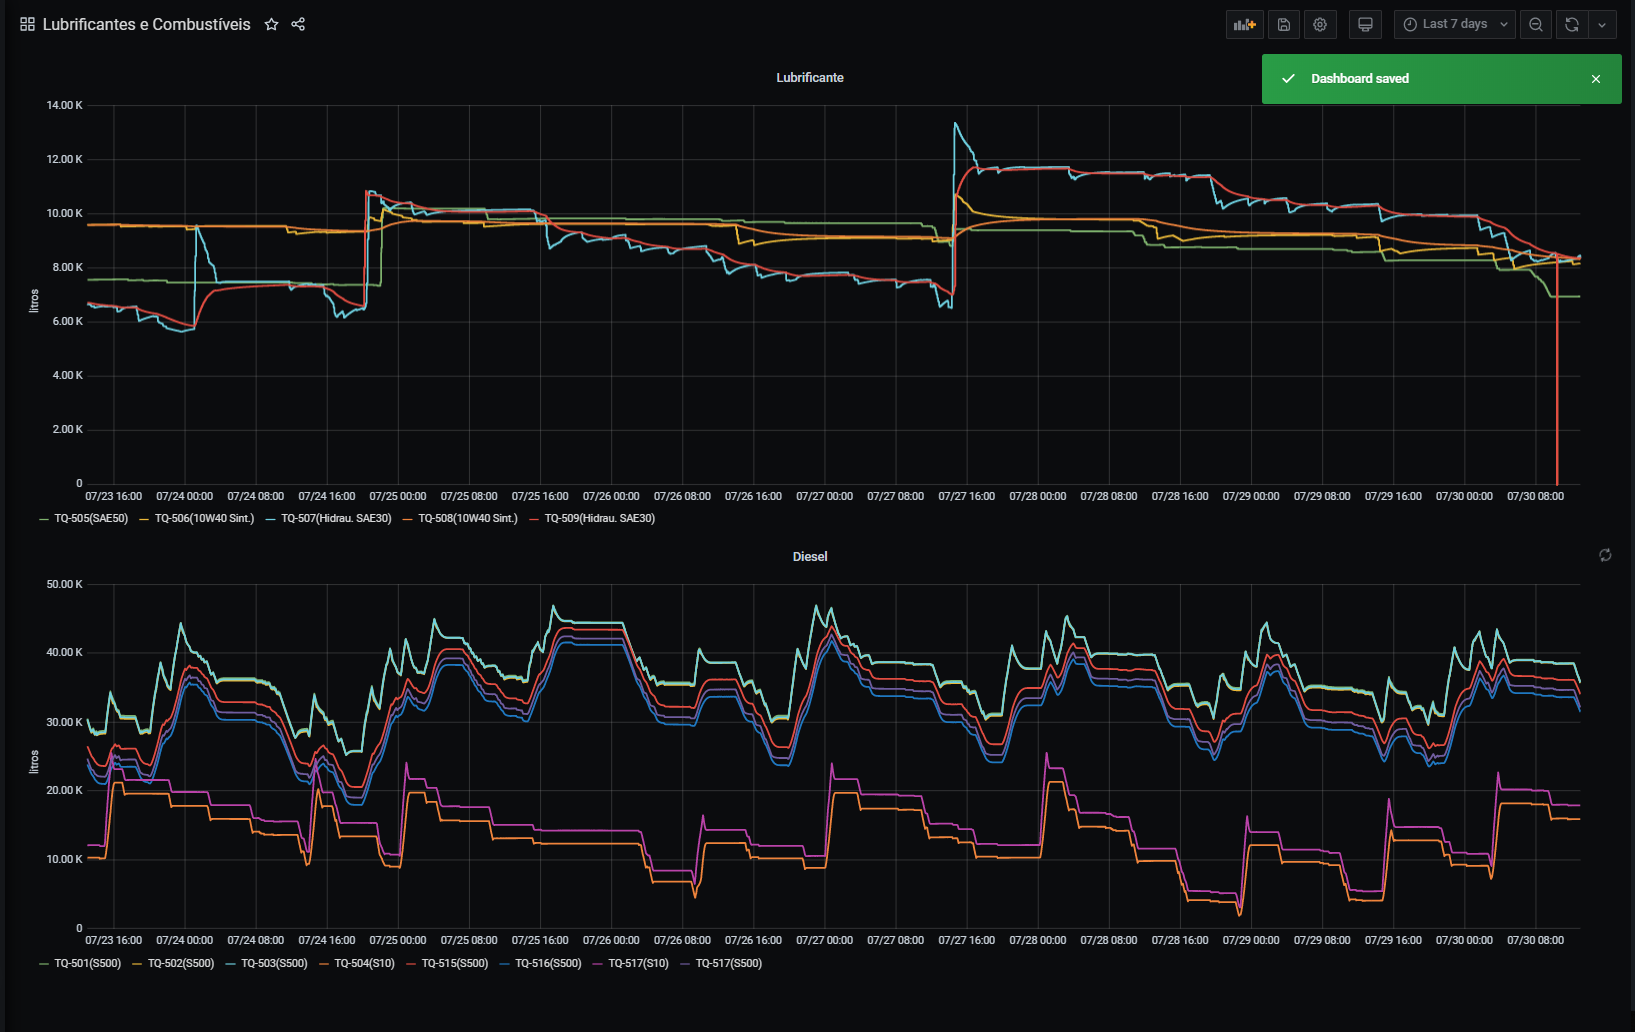 Lubrificantes e Combustíveis
Last 7 days
Dashboard saved
Lubrificante
14.00 K
12.00 K
10.00 K
8.00 K
6.00 K
4.00 K
2.00 K
0
litros
07/23 16:00 07/24 00:00 07/24 08:00 07/24 16:00 07/25 00:00 07/25 08:00 07/25 16:00 07/26 00:00 07/26 08:00 07/26 16:00 07/27 00:00 07/27 08:00 07/27 16:00 07/28 00:00 07/28 08:00 07/28 16:00 07/29 00:00 07/29 08:00 07/29 16:00 07/30 00:00 07/30 08:00
TQ-505(SAE50) TQ-506(10W40 Sint.) TQ-507(Hidrau. SAE30) TQ-508(10W40 Sint.) TQ-509(Hidrau. SAE30)
Diesel
50.00 K
40.00 K
30.00 K
20.00 K
10.00 K
0
litros
07/23 16:00 07/24 00:00 07/24 08:00 07/24 16:00 07/25 00:00 07/25 08:00 07/25 16:00 07/26 00:00 07/26 08:00 07/26 16:00 07/27 00:00 07/27 08:00 07/27 16:00 07/28 00:00 07/28 08:00 07/28 16:00 07/29 00:00 07/29 08:00 07/29 16:00 07/30 00:00 07/30 08:00
TQ-501(S500) TQ-502(S500) TQ-503(S500) TQ-504(S10) TQ-515(S500) TQ-516(S500) TQ-517(S10) TQ-517(S500)